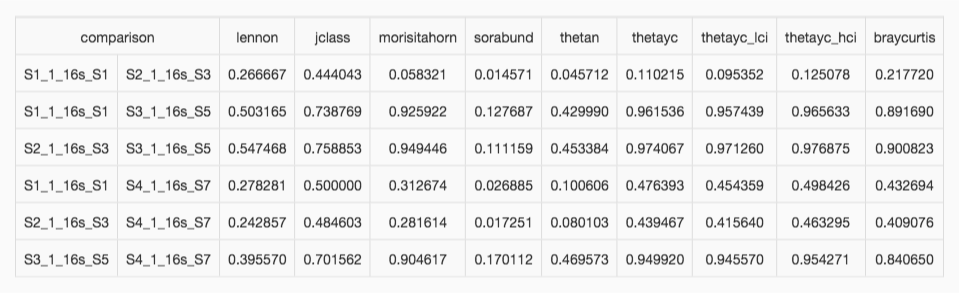 comparison lennon jclass morisitahorn sorabund thetan thetayc thetayc_lci thetayc_hci braycurtis
S1_1_16s_S1 S2_1_16s_S3 0.266667 0.444043 0.058321 0.014571 0.045712 0.110215 0.095352 0.125078 0.217720
S1_1_16s_S1 S3_1_16s_S5 0.503165 0.738769 0.925922 0.127687 0.429990 0.961536 0.957439 0.965633 0.891690
S2_1_16s_S3 S3_1_16s_S5 0.547468 0.758853 0.949446 0.111159 0.453384 0.974067 0.971260 0.976875 0.900823
S1_1_16s_S1 S4_1_16s_S7 0.278281 0.500000 0.312674 0.026885 0.100606 0.476393 0.454359 0.498426 0.432694
S2_1_16s_S3 S4_1_16s_S7 0.242857 0.484603 0.281614 0.017251 0.080103 0.439467 0.415640 0.463295 0.409076
S3_1_16s_S5 S4_1_16s_S7 0.395570 0.701562 0.904617 0.170112 0.469573 0.949920 0.945570 0.954271 0.840650